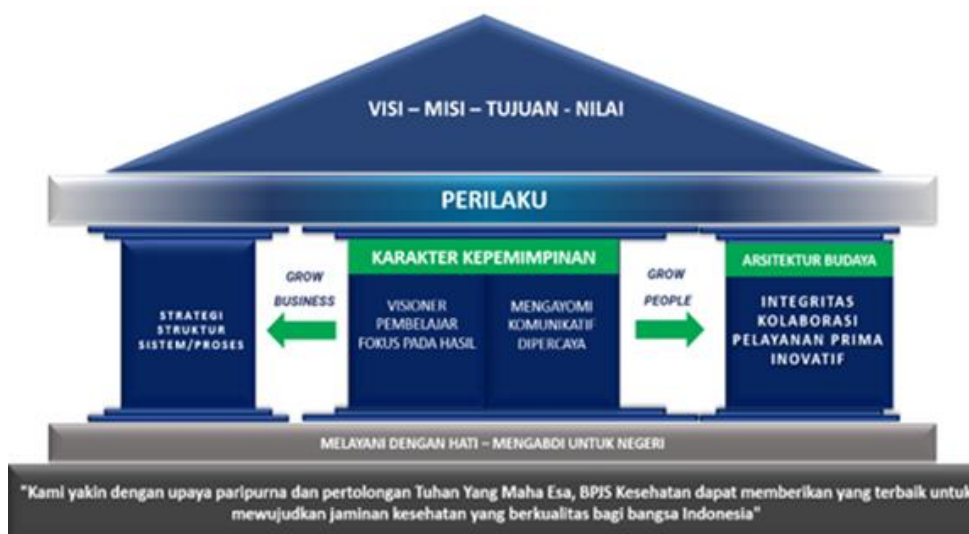 VISI – MISI – TUJUAN - NILAI
PERILAKU
STRATEGI
STRUKTUR
SISTEM/PROSES
GROW
BUSINESS
KARAKTER KEPEMIMPINAN
VISIONER
PEMBELAJAR
FOKUS PADA HASIL
MENGAYOMI
KOMUNIKATIF
DIPERCAYA
GROW
PEOPLE
ARSITEKTUR BUDAYA
INTEGRITAS
KOLABORASI
PELAYANAN PRIMA
INOVATIF
MELAYANI DENGAN HATI – MENGABDI UNTUK NEGERI
"Kami yakin dengan upaya paripurna dan pertolongan Tuhan Yang Maha Esa, BPJS Kesehatan dapat memberikan yang terbaik untuk
mewujudkan jaminan kesehatan yang berkualitas bagi bangsa Indonesia"